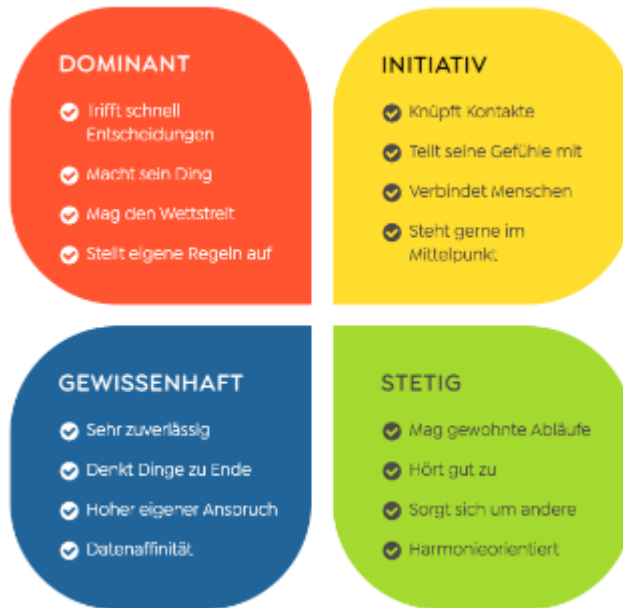 DOMINANT
Trifft schnell
Entscheidungen
Macht sein Ding
Mag den Wettstreit
Stellt eigene Regeln auf
INITIATIV
Knüpft Kontakte
Teilt seine Gefühle mit
Verbindet Menschen
Steht gerne im
Mittelpunkt
GEWISSENHAFT
Sehr zuverlässig
Denkt Dinge zu Ende
Hoher eigener Anspruch
Datenaffinität
STETIG
Mag gewohnte Abläufe
Hört gut zu
Sorgt sich um andere
Harmonieorientiert